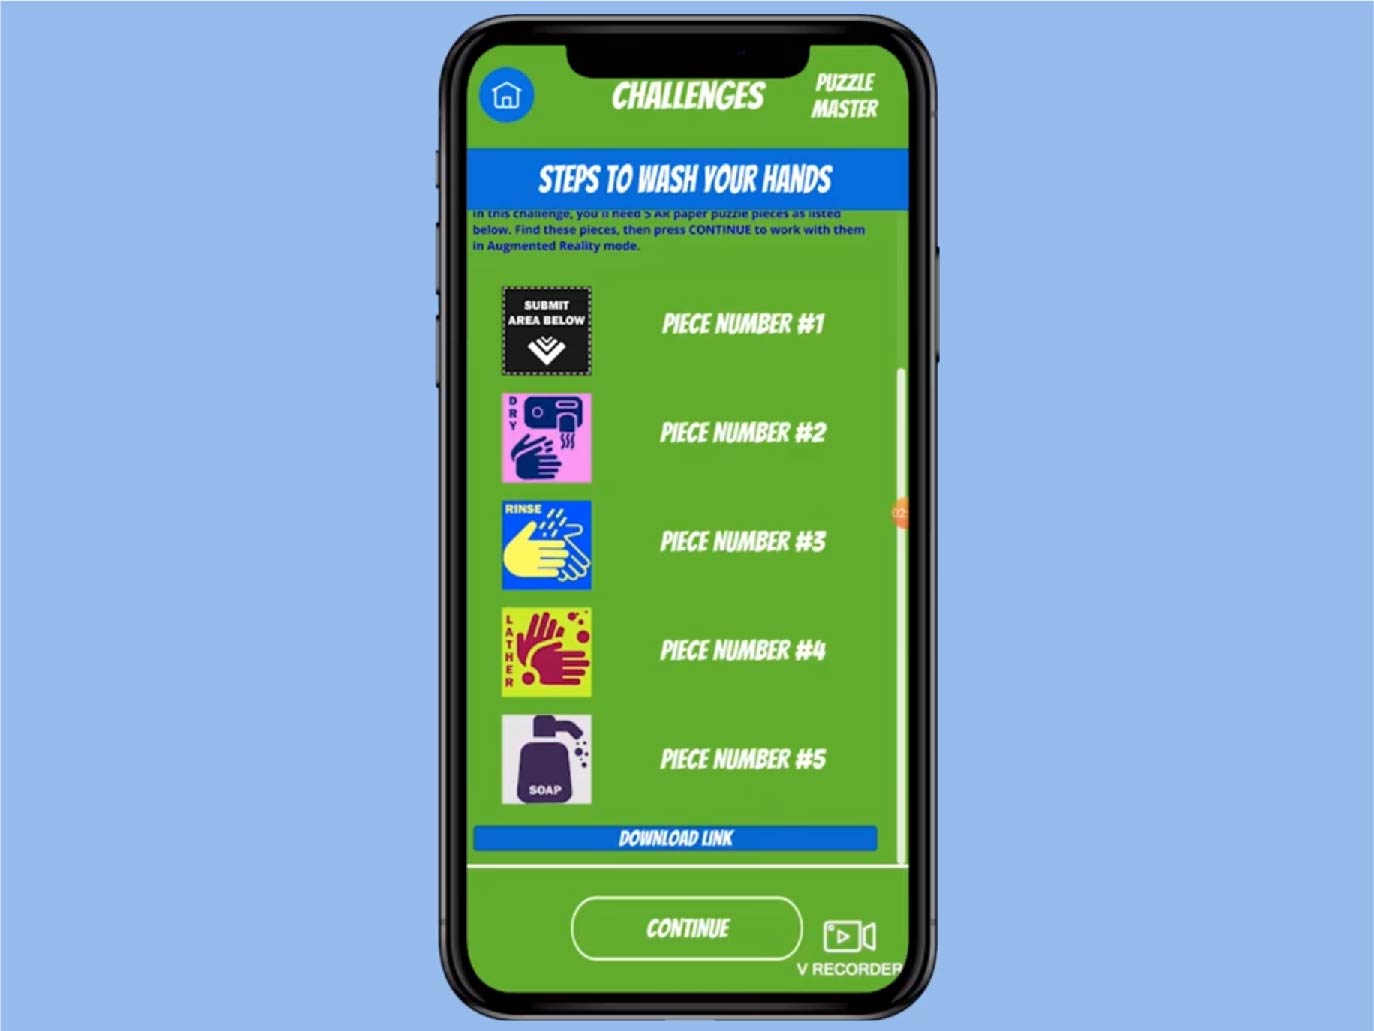 CHALLENGES
PUZZLE
MASTER
STEPS TO WASH YOUR HANDS
In this challenge, you'll need 5 AR paper puzzle pieces as listed
below. Find these pieces, then press CONTINUE to work with them
in Augmented Reality mode.
SUBMIT
AREA BELOW
PIECE NUMBER #1
DRY
PIECE NUMBER #2
RINSE
PIECE NUMBER #3
02:
LATHER
PIECE NUMBER #4
SOAP
PIECE NUMBER #5
DOWNLOAD LINK
CONTINUE
V RECORDER